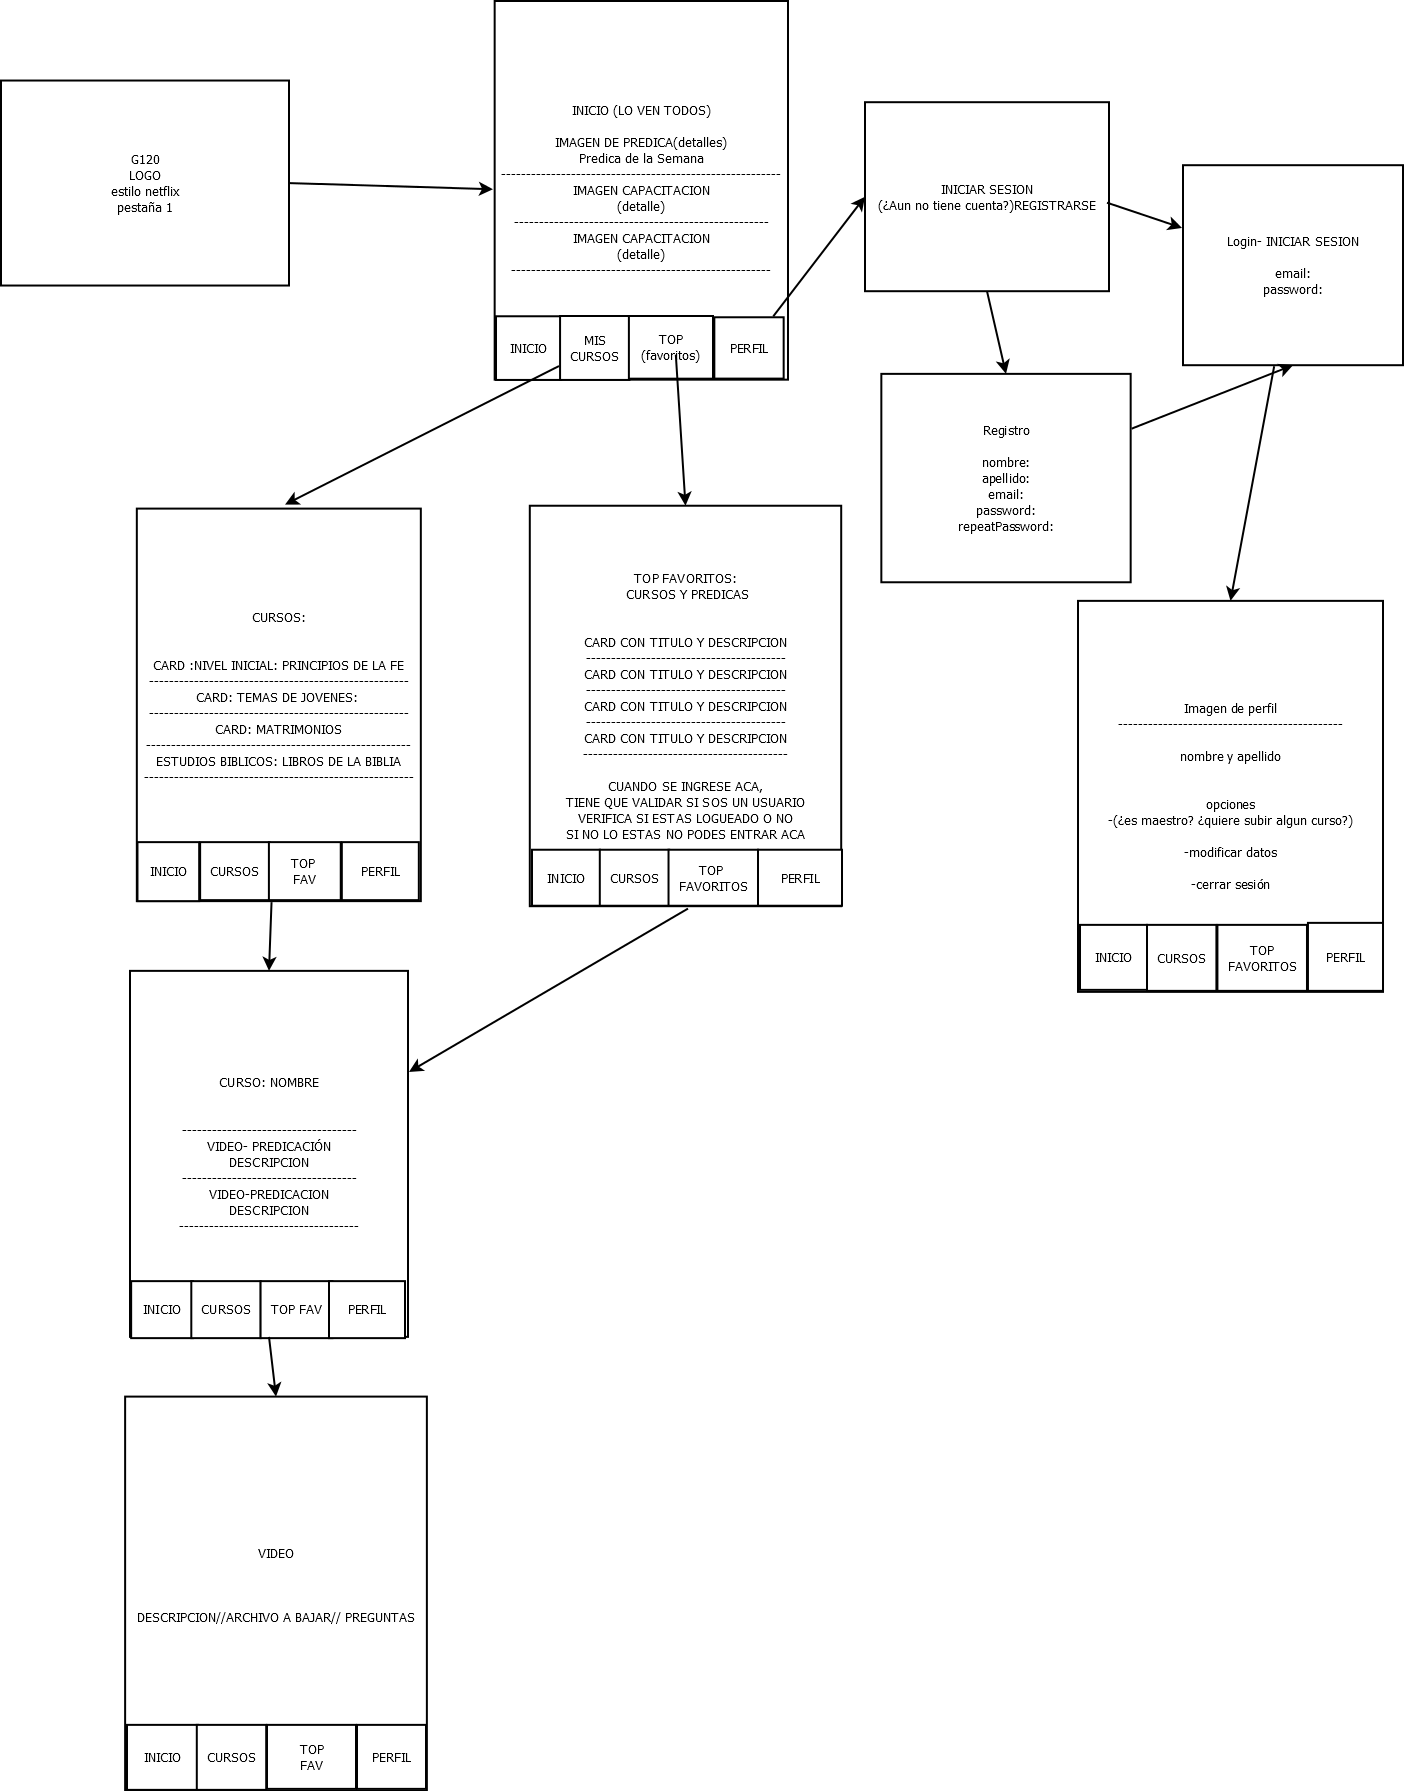 G120
LOGO
estilo netflix
pestaña 1
INICIO (LO VEN TODOS)
IMAGEN DE PREDICA(detalles)
Predica de la Semana
--------------------------------------------------------
IMAGEN CAPACITACION
(detalle)
---------------------------------------------------
IMAGEN CAPACITACION
(detalle)
----------------------------------------------------
INICIO
MIS
CURSOS
TOP
(favoritos)
PERFIL
INICIAR SESION
(¿Aun no tiene cuenta?)REGISTRARSE
Login- INICIAR SESION
email:
password:
Registro
nombre:
apellido:
email:
password:
repeatPassword:
CURSOS:
CARD :NIVEL INICIAL: PRINCIPIOS DE LA FE
----------------------------------------------------
CARD: TEMAS DE JOVENES:
----------------------------------------------------
CARD: MATRIMONIOS
-----------------------------------------------------
ESTUDIOS BIBLICOS: LIBROS DE LA BIBLIA
------------------------------------------------------
INICIO
CURSOS
TOP
FAV
PERFIL
TOP FAVORITOS:
CURSOS Y PREDICAS
CARD CON TITULO Y DESCRIPCION
----------------------------------------
CARD CON TITULO Y DESCRIPCION
----------------------------------------
CARD CON TITULO Y DESCRIPCION
----------------------------------------
CARD CON TITULO Y DESCRIPCION
-----------------------------------------
CUANDO SE INGRESE ACA,
TIENE QUE VALIDAR SI SOS UN USUARIO
VERIFICA SI ESTAS LOGUEADO O NO
SI NO LO ESTAS NO PODES ENTRAR ACA
INICIO
CURSOS
TOP
FAVORITOS
PERFIL
Imagen de perfil
---------------------------------------------
nombre y apellido
opciones
-(¿es maestro? ¿quiere subir algun curso?)
-modificar datos
-cerrar sesión
INICIO
CURSOS
TOP
FAVORITOS
PERFIL
CURSO: NOMBRE
-----------------------------------
VIDEO- PREDICACIÓN
DESCRIPCION
-----------------------------------
VIDEO-PREDICACION
DESCRIPCION
------------------------------------
INICIO
CURSOS
TOP FAV
PERFIL
VIDEO
DESCRIPCION//ARCHIVO A BAJAR// PREGUNTAS
INICIO
CURSOS
TOP
FAV
PERFIL